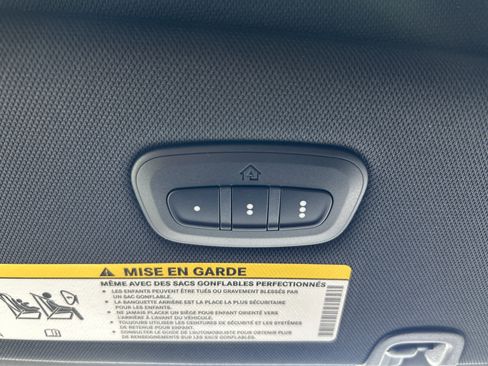 MISE EN GARDE
MÊME AVEC DES SACS GONFLABLES PERFECTIONNÉS
• LES ENFANTS PEUVENT ÊTRE TUÉS OU GRAVEMENT BLESSÉS PAR
UN SAC GONFLABLE.
• LA BANQUETTE ARRIÈRE EST LA PLACE LA PLUS SÉCURITAIRE
POUR LES ENFANTS.
• NE JAMAIS PLACER UN SIÈGE POUR ENFANT ORIENTÉ VERS
L'ARRIÈRE À L'AVANT DU VÉHICULE.
• TOUJOURS UTILISER LES CEINTURES DE SÉCURITÉ ET LES SYSTÈMES
DE RETENUE POUR ENFANT.
• CONSULTER LE GUIDE DE L'AUTOMOBILISTE POUR OBTENIR DE PLUS
DE RENSEIGNEMENTS SUR LES SACS GONFLABLES.